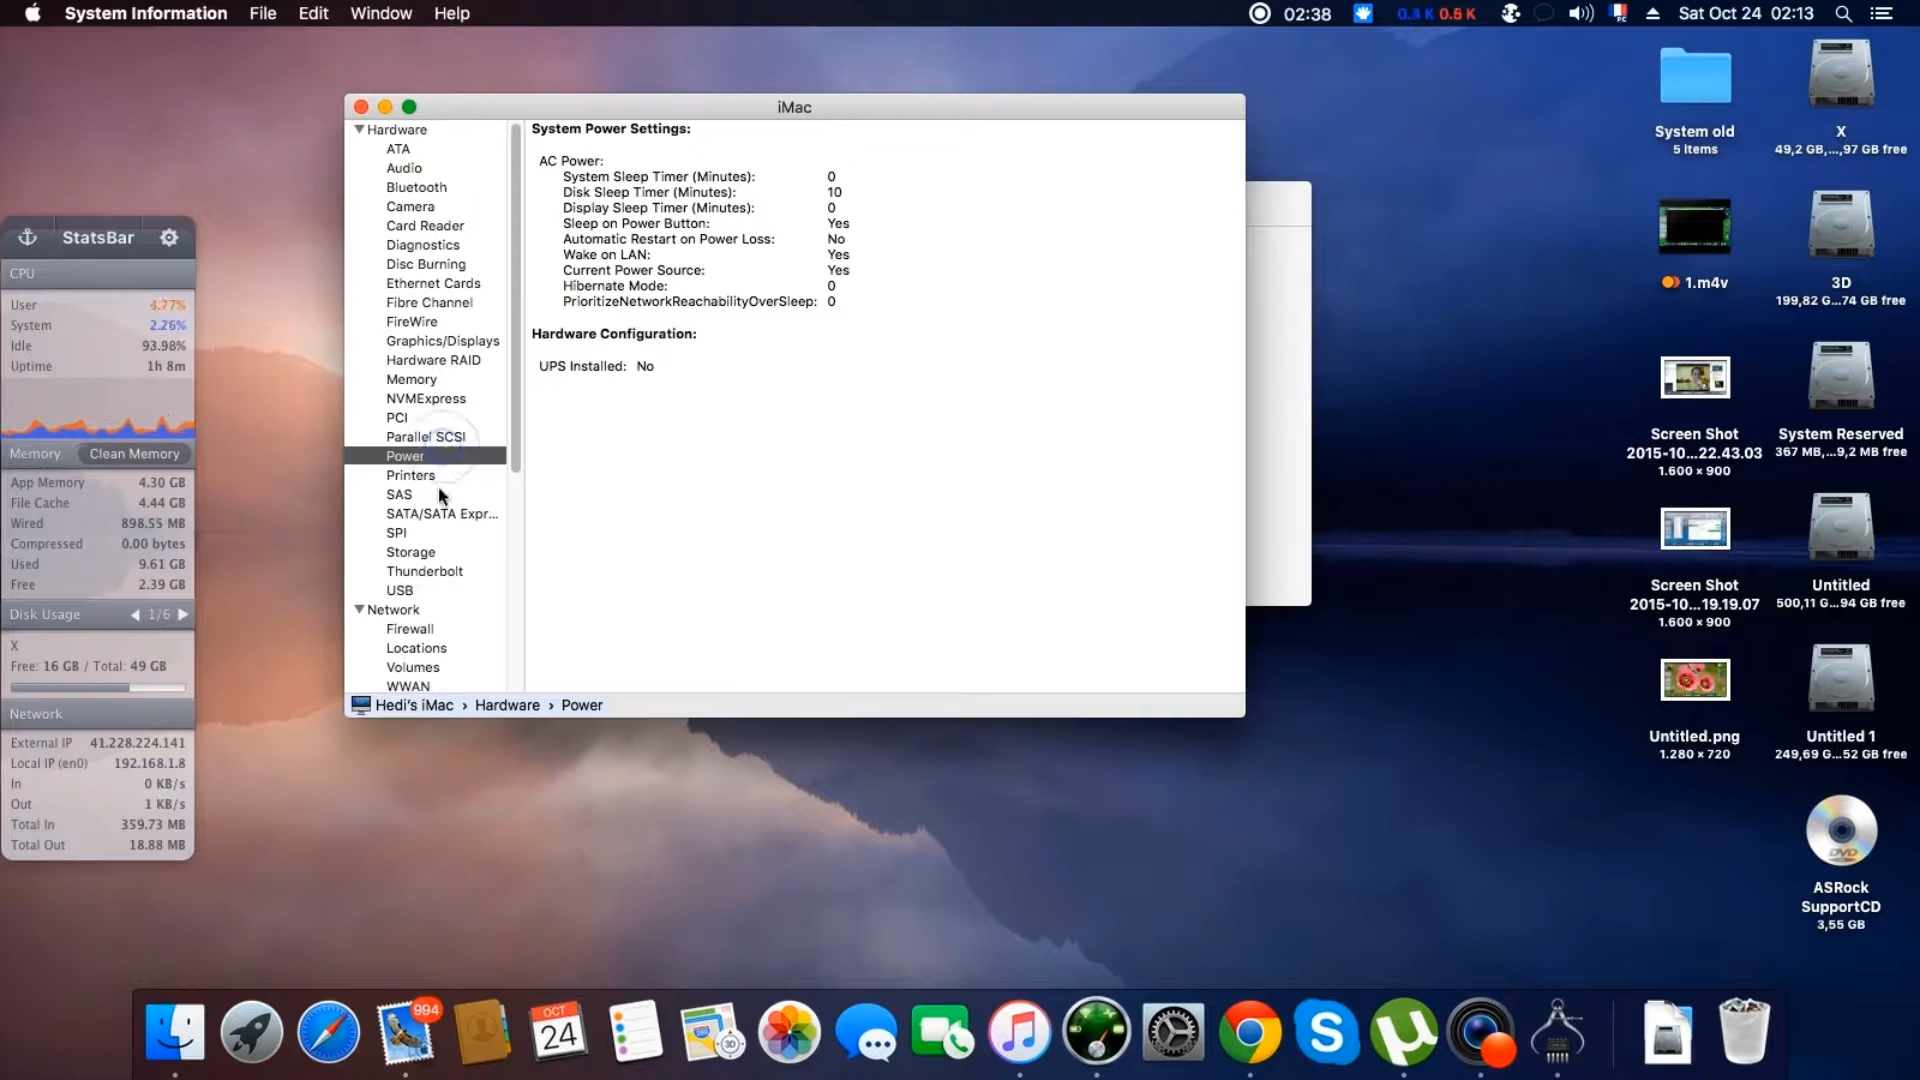 System Information File Edit Window Help
02:38
0.3 K 0.5 K
PC
Sat Oct 24 02:13
iMac
Hardware
ATA
Audio
Bluetooth
Camera
Card Reader
Diagnostics
Disc Burning
Ethernet Cards
Fibre Channel
FireWire
Graphics/Displays
Hardware RAID
Memory
NVMExpress
PCI
Parallel SCSI
Power
Printers
SAS
SATA/SATA Expr...
SPI
Storage
Thunderbolt
USB
Network
Firewall
Locations
Volumes
WWAN
System Power Settings:
AC Power:
System Sleep Timer (Minutes): 0
Disk Sleep Timer (Minutes): 10
Display Sleep Timer (Minutes): 0
Sleep on Power Button: Yes
Automatic Restart on Power Loss: No
Wake on LAN: Yes
Current Power Source: Yes
Hibernate Mode: 0
PrioritizeNetworkReachabilityOverSleep: 0
Hardware Configuration:
UPS Installed: No
Hedi's iMac › Hardware › Power
StatsBar
CPU
User 4.77%
System 2.26%
Idle 93.98%
Uptime 1h 8m
Memory Clean Memory
App Memory 4.30 GB
File Cache 4.44 GB
Wired 898.55 MB
Compressed 0.00 bytes
Used 9.61 GB
Free 2.39 GB
Disk Usage 1/6
X
Free: 16 GB / Total: 49 GB
Network
External IP 41.228.224.141
Local IP (en0) 192.168.1.8
In 0 KB/s
Out 1 KB/s
Total In 359.73 MB
Total Out 18.88 MB
System old
5 Items
1.m4v
Screen Shot
2015-10...22.43.03
1.600 × 900
Screen Shot
2015-10...19.19.07
1.600 × 900
Untitled.png
1.280 × 720
X
49,2 GB,...,97 GB free
3D
199,82 G...74 GB free
System Reserved
367 MB,...9,2 MB free
Untitled
500,11 G...94 GB free
Untitled 1
249,69 G...52 GB free
DVD
ASRock
SupportCD
3,55 GB
994
OCT
24
3D
S
µ